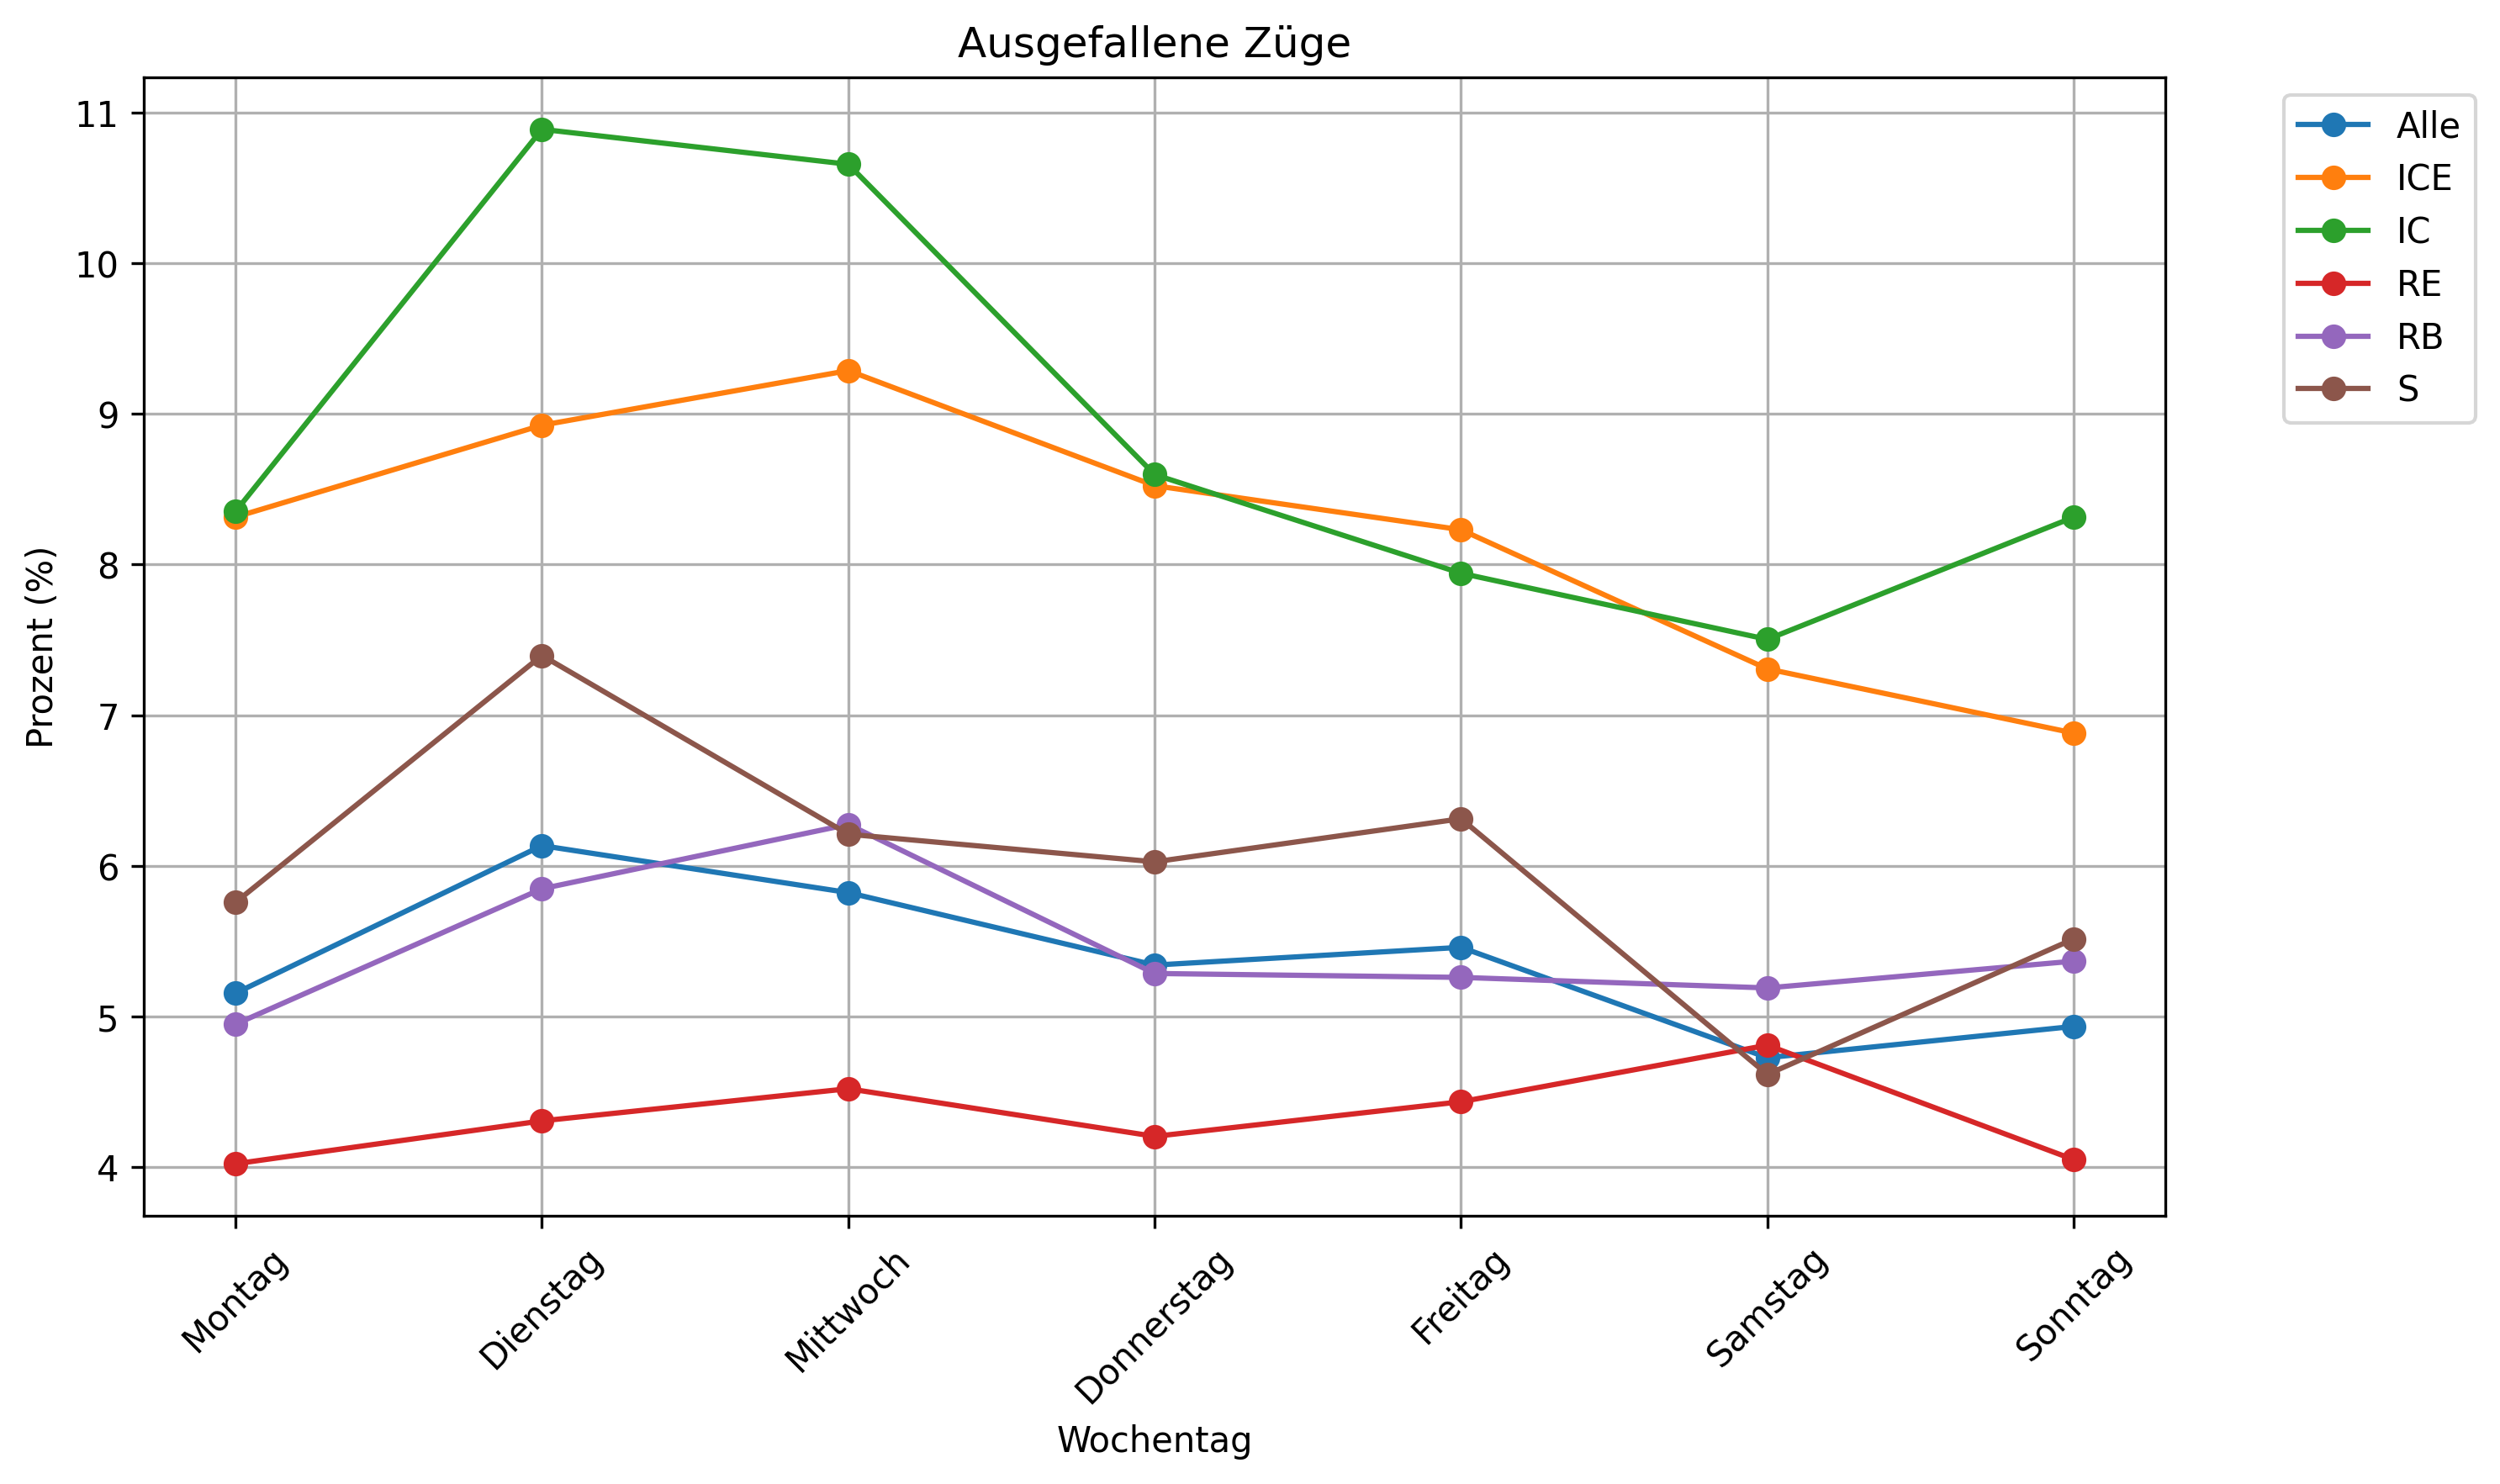 Ausgefallene Züge
11
10
9
8
7
6
5
4
Prozent (%)
Montag
Dienstag
Mittwoch
Donnerstag
Freitag
Samstag
Sonntag
Wochentag
Alle
ICE
IC
RE
RB
S